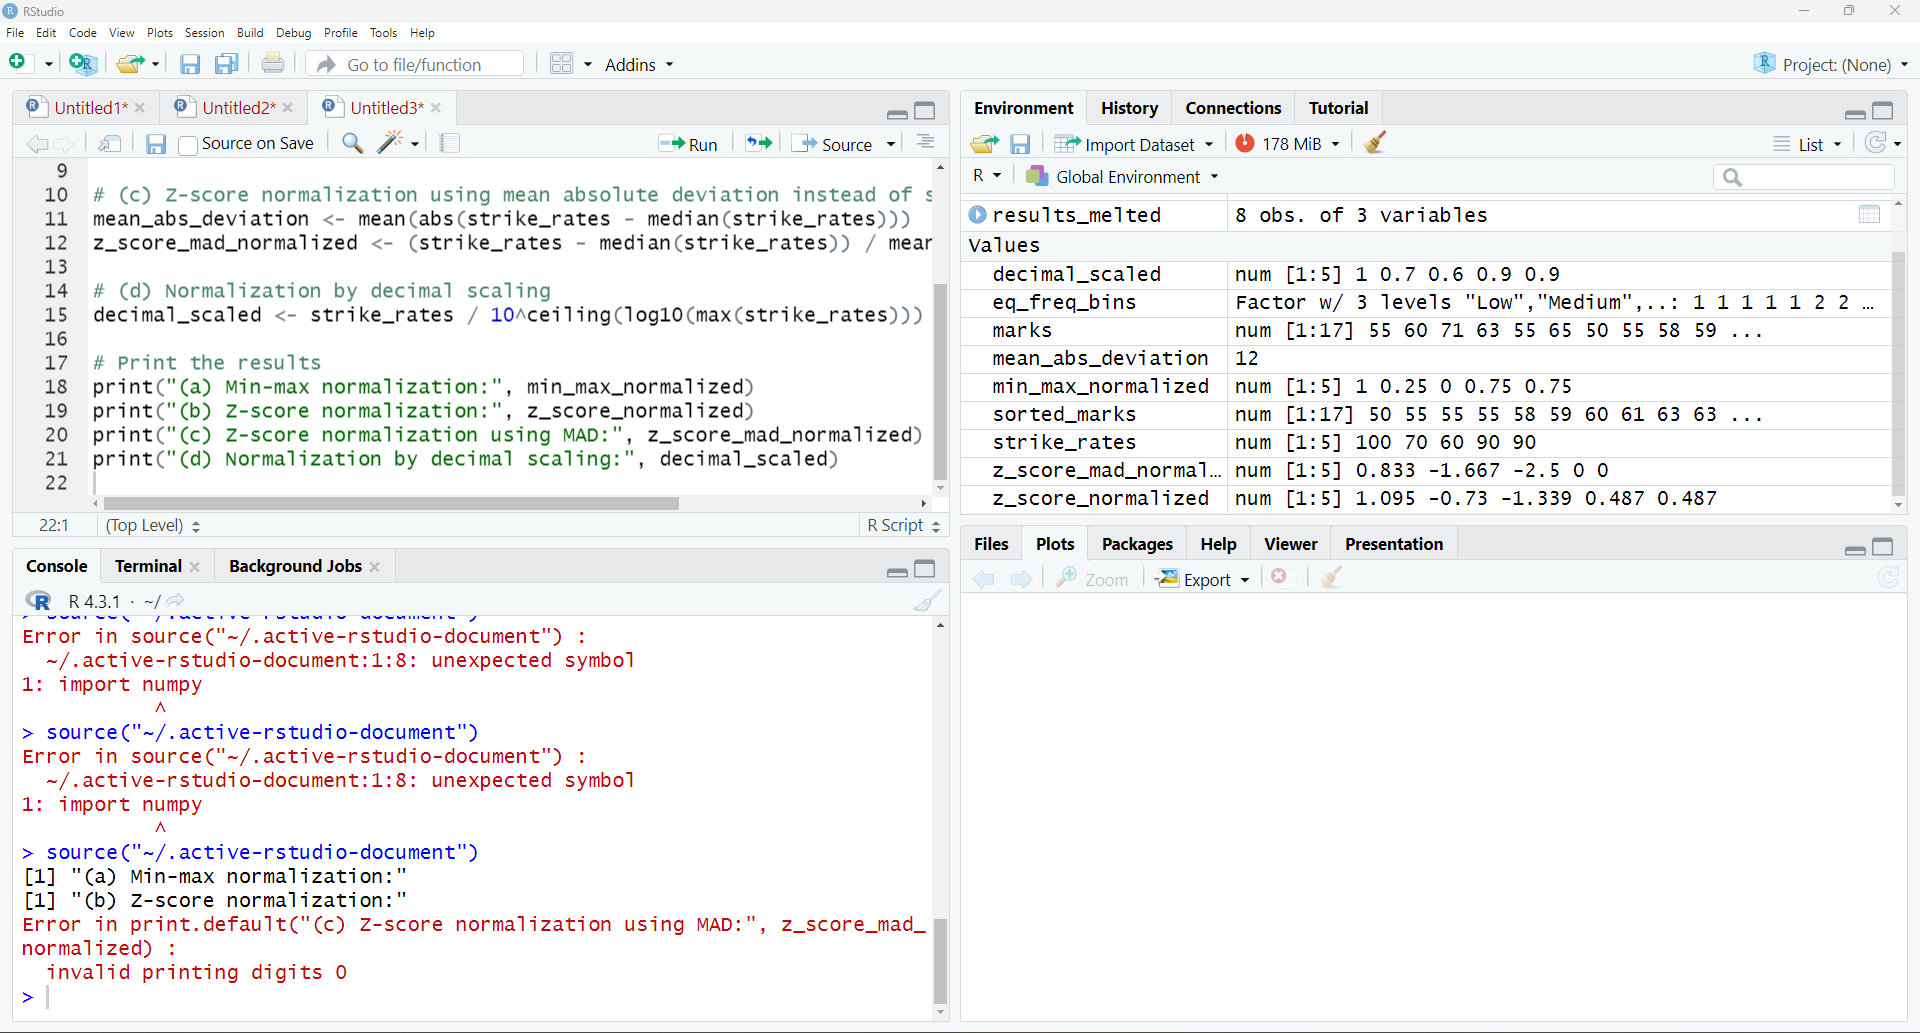 RStudio
File Edit Code View Plots Session Build Debug Profile Tools Help
Go to file/function Addins Project: (None)
Untitled1* Untitled2* Untitled3*
Source on Save Run Source
9
10 # (c) Z-score normalization using mean absolute deviation instead of s
11 mean_abs_deviation <- mean(abs(strike_rates - median(strike_rates)))
12 z_score_mad_normalized <- (strike_rates - median(strike_rates)) / mean
13
14 # (d) Normalization by decimal scaling
15 decimal_scaled <- strike_rates / 10^ceiling(log10(max(strike_rates)))
16
17 # Print the results
18 print("(a) Min-max normalization:", min_max_normalized)
19 print("(b) Z-score normalization:", z_score_normalized)
20 print("(c) Z-score normalization using MAD:", z_score_mad_normalized)
21 print("(d) Normalization by decimal scaling:", decimal_scaled)
22
22:1 (Top Level) R Script
Console Terminal Background Jobs
R 4.3.1 · ~/
Error in source("~/.active-rstudio-document") :
~/.active-rstudio-document:1:8: unexpected symbol
1: import numpy
^
> source("~/.active-rstudio-document")
Error in source("~/.active-rstudio-document") :
~/.active-rstudio-document:1:8: unexpected symbol
1: import numpy
^
> source("~/.active-rstudio-document")
[1] "(a) Min-max normalization:"
[1] "(b) Z-score normalization:"
Error in print.default("(c) Z-score normalization using MAD:", z_score_mad_
normalized) :
invalid printing digits 0
>
Environment History Connections Tutorial
Import Dataset 178 MiB List
R Global Environment
results_melted 8 obs. of 3 variables
Values
decimal_scaled num [1:5] 1 0.7 0.6 0.9 0.9
eq_freq_bins Factor w/ 3 levels "Low","Medium",..: 1 1 1 1 1 2 2 ...
marks num [1:17] 55 60 71 63 55 65 50 55 58 59 ...
mean_abs_deviation 12
min_max_normalized num [1:5] 1 0.25 0 0.75 0.75
sorted_marks num [1:17] 50 55 55 55 58 59 60 61 63 63 ...
strike_rates num [1:5] 100 70 60 90 90
z_score_mad_normal... num [1:5] 0.833 -1.667 -2.5 0 0
z_score_normalized num [1:5] 1.095 -0.73 -1.339 0.487 0.487
Files Plots Packages Help Viewer Presentation
Zoom Export